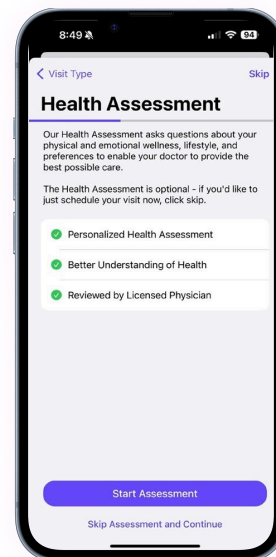 8:49
94
Visit Type
Skip
Health Assessment
Our Health Assessment asks questions about your
physical and emotional wellness, lifestyle, and
preferences to enable your doctor to provide the
best possible care.
The Health Assessment is optional - if you'd like to
just schedule your visit now, click skip.
Personalized Health Assessment
Better Understanding of Health
Reviewed by Licensed Physician
Start Assessment
Skip Assessment and Continue